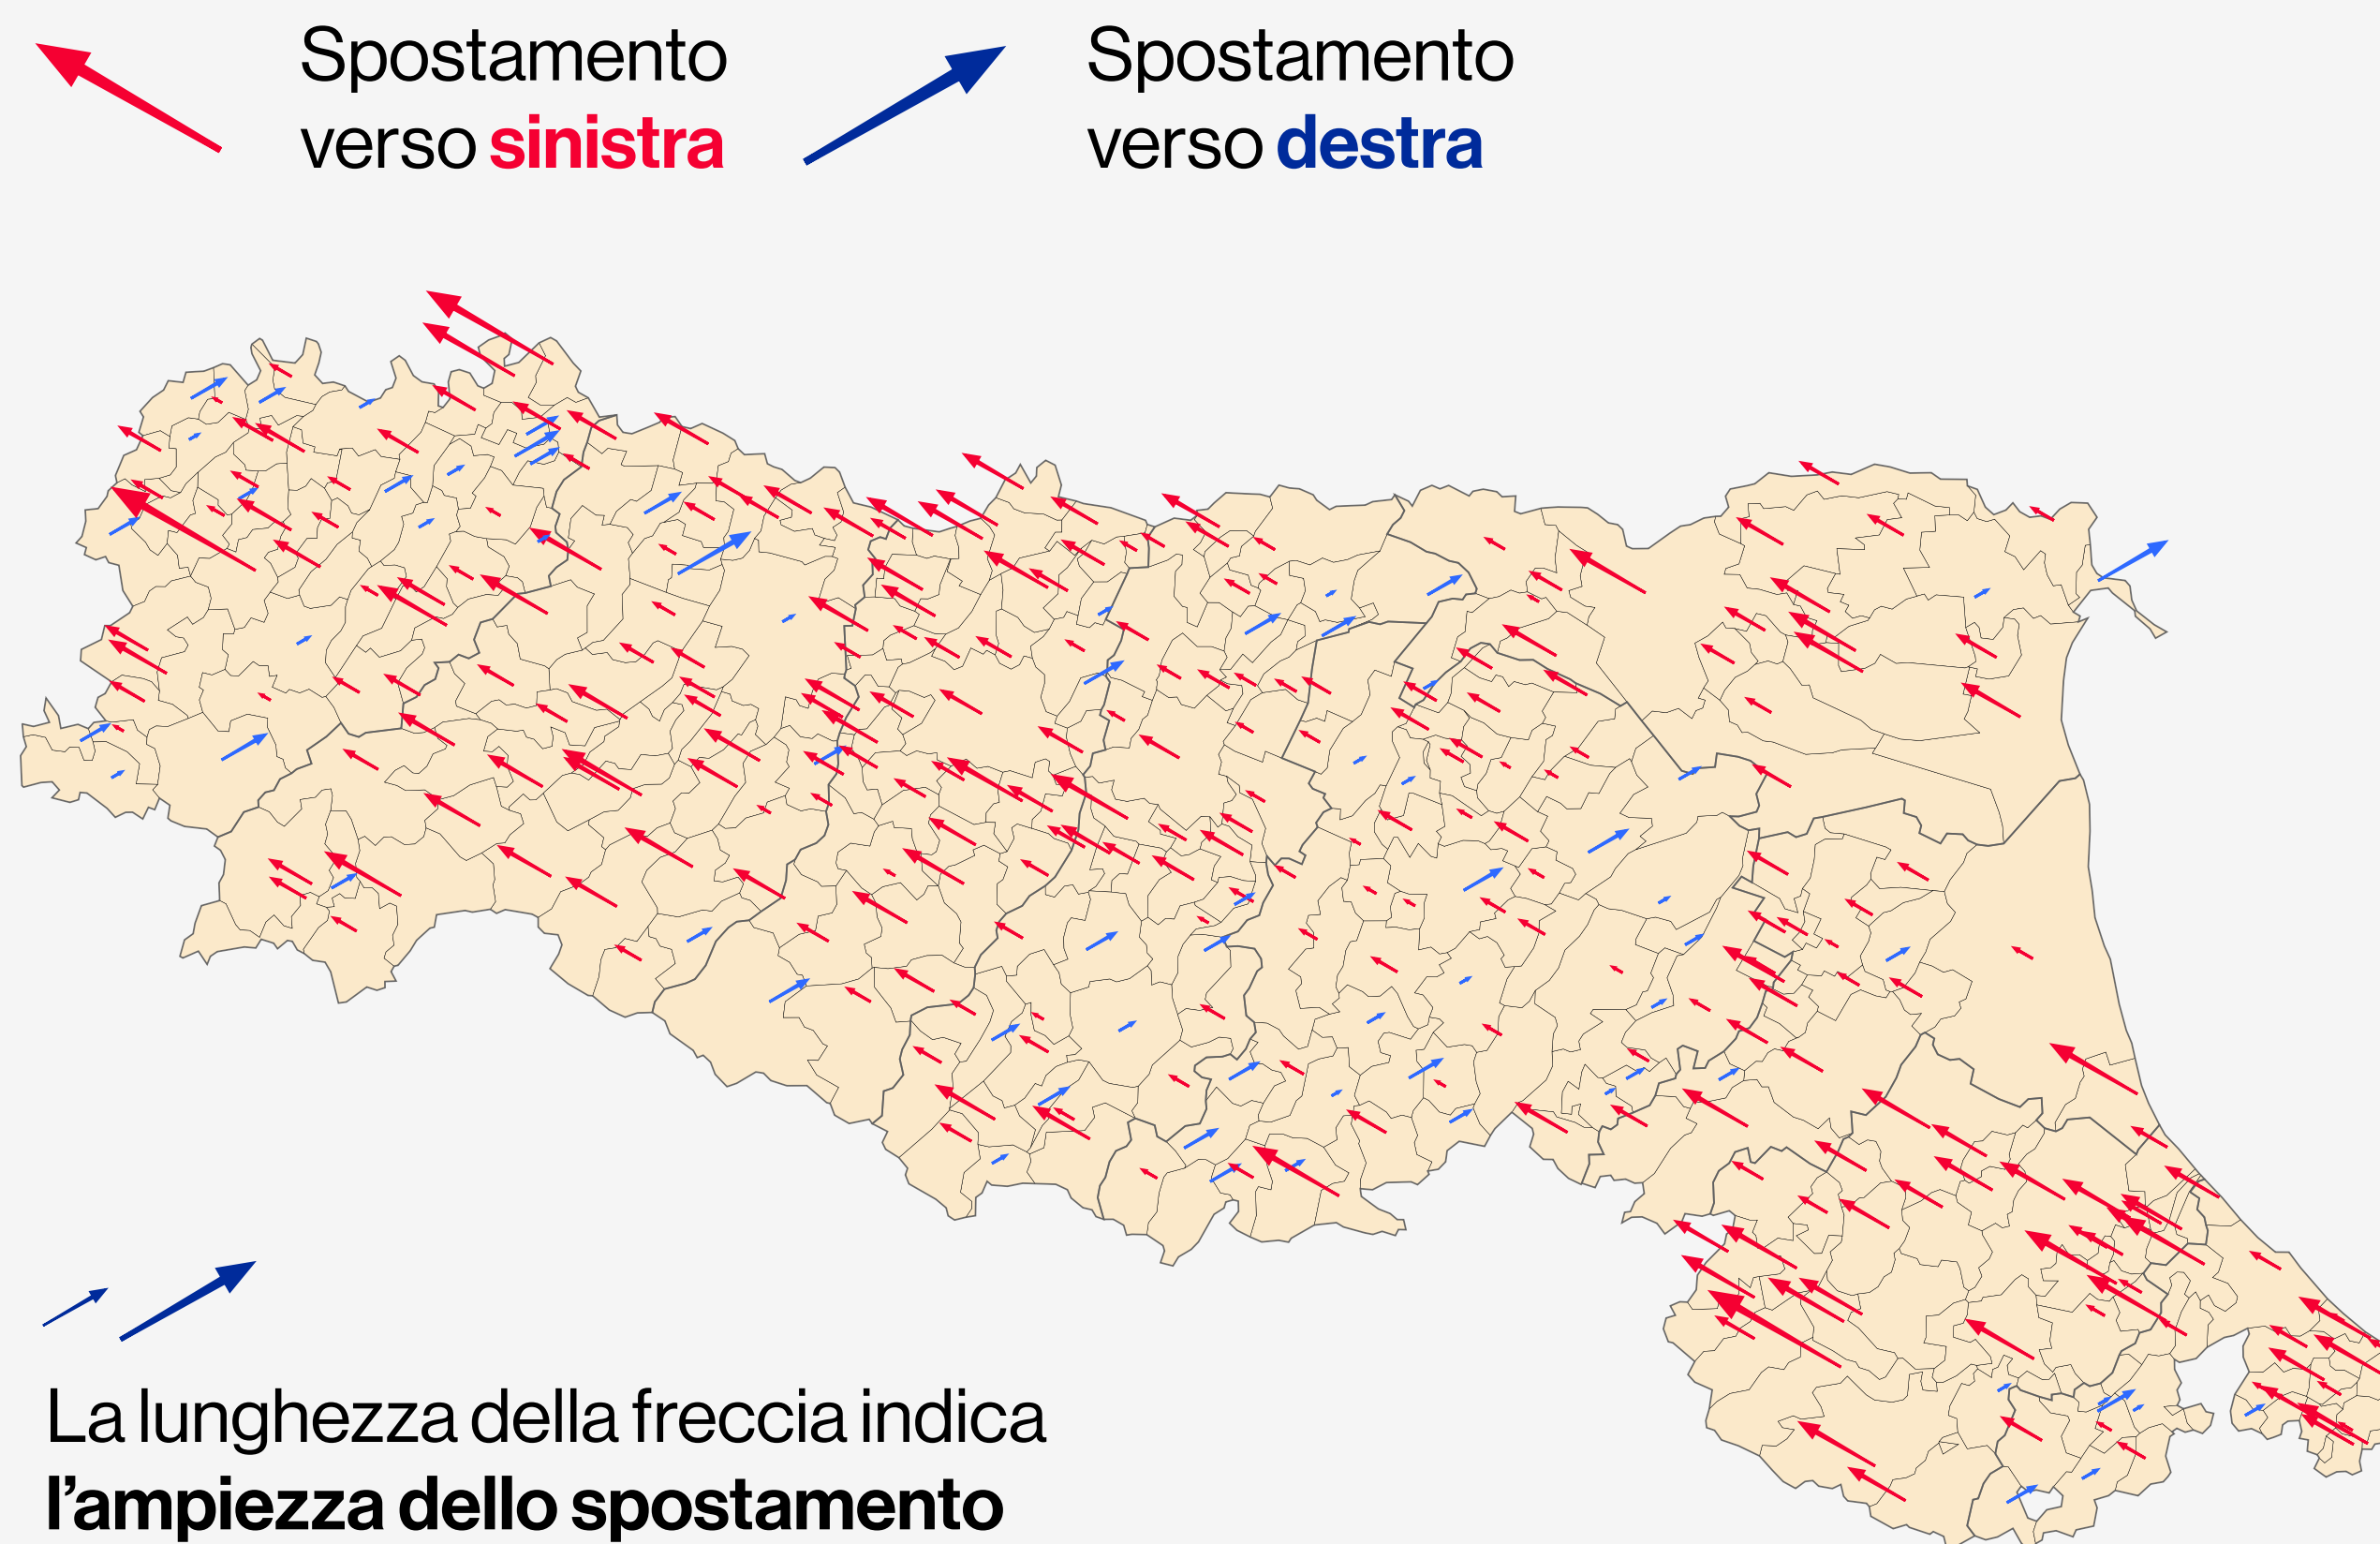 Spostamento
verso sinistra
Spostamento
verso destra
La lunghezza della freccia indica
l’ampiezza dello spostamento